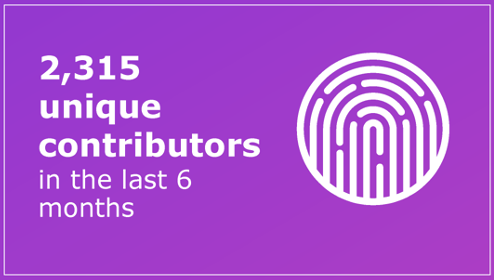 2,315
unique
contributors
in the last 6
months